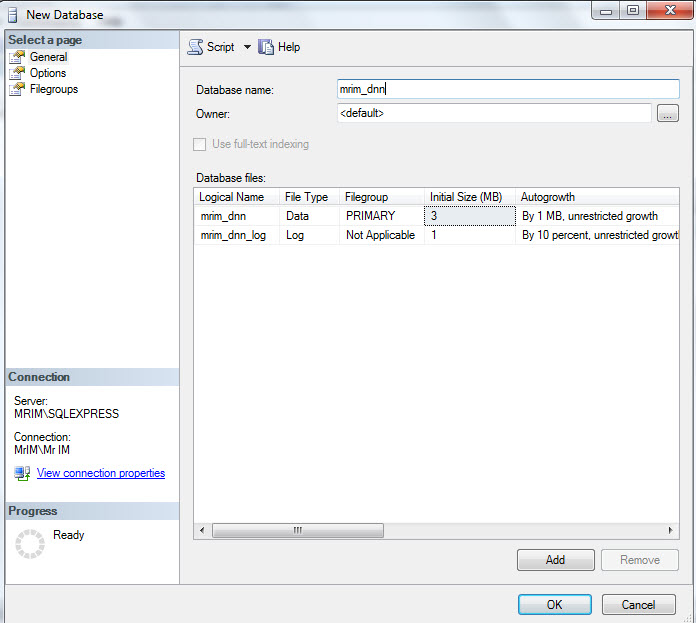 New Database
Select a page
General
Options
Filegroups
Script Help
Database name: mrim_dnn
Owner: <default> ...
Use full-text indexing
Database files:
Logical Name File Type Filegroup Initial Size (MB) Autogrowth
mrim_dnn Data PRIMARY 3 By 1 MB, unrestricted growth
mrim_dnn_log Log Not Applicable 1 By 10 percent, unrestricted growt
Connection
Server:
MRIM\SQLEXPRESS
Connection:
MrIM\Mr IM
View connection properties
Progress
Ready
Add Remove
OK Cancel